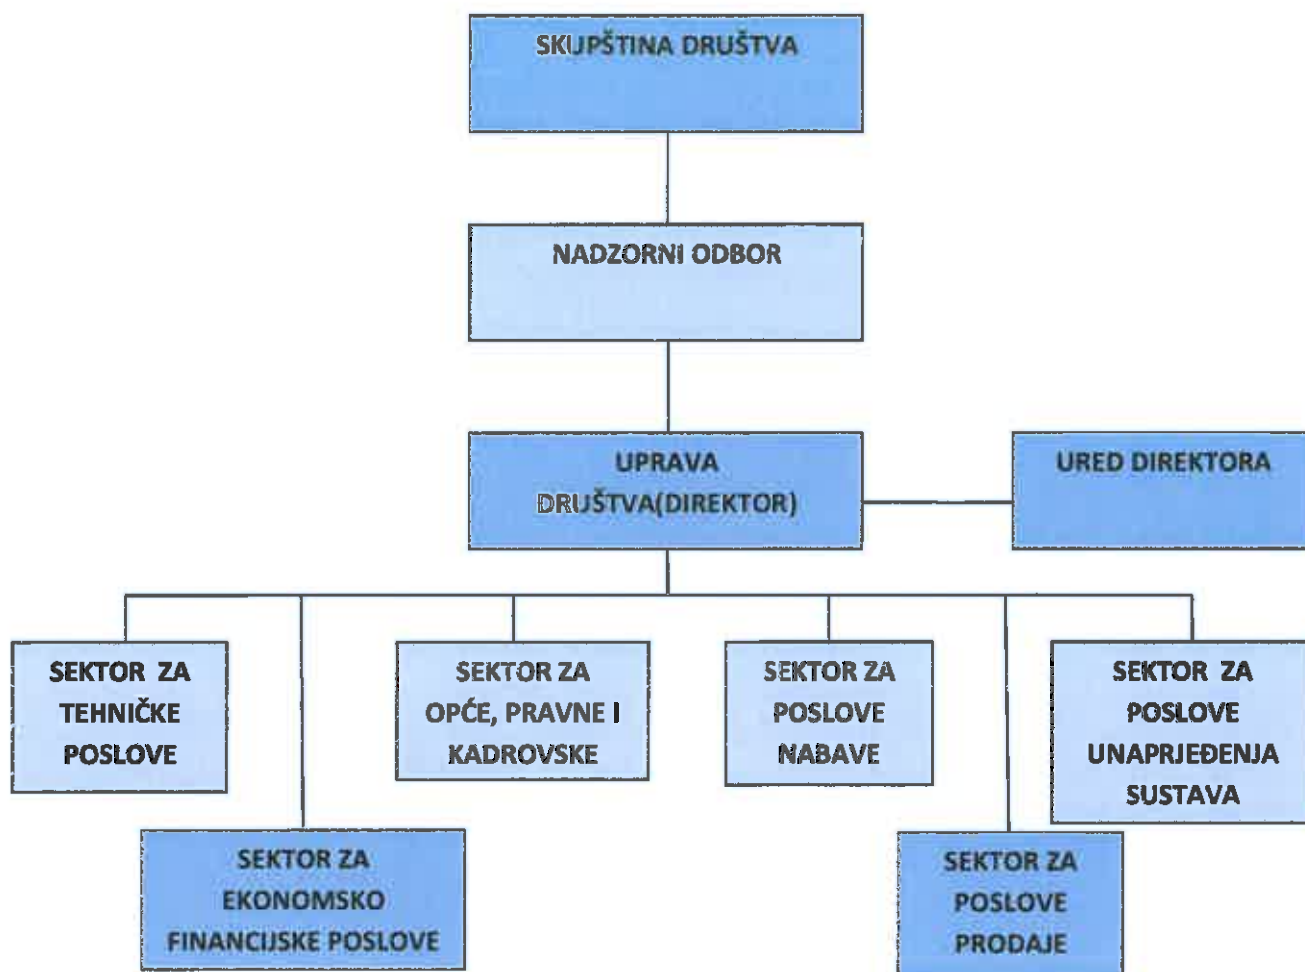 SKUPŠTINA DRUŠTVA
NADZORNI ODBOR
UPRAVA
DRUŠTVA(DIREKTOR)
URED DIREKTORA
SEKTOR ZA
TEHNIČKE
POSLOVE
SEKTOR ZA
EKONOMSKO
FINANCIJSKE POSLOVE
SEKTOR ZA
OPĆE, PRAVNE I
KADROVSKE
SEKTOR ZA
POSLOVE
NABAVE
SEKTOR ZA
POSLOVE
PRODAJE
SEKTOR ZA
POSLOVE
UNAPRJEĐENJA
SUSTAVA